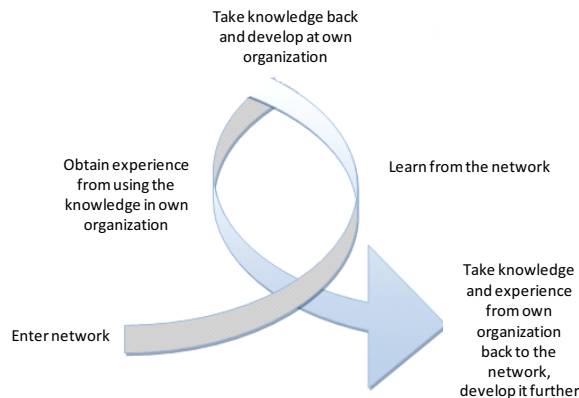 Take knowledge back
and develop at own
organization
Obtain experience
from using the
knowledge in own
organization
Learn from the network
Enter network
Take knowledge
and experience
from own
organization
back to the
network,
develop it further